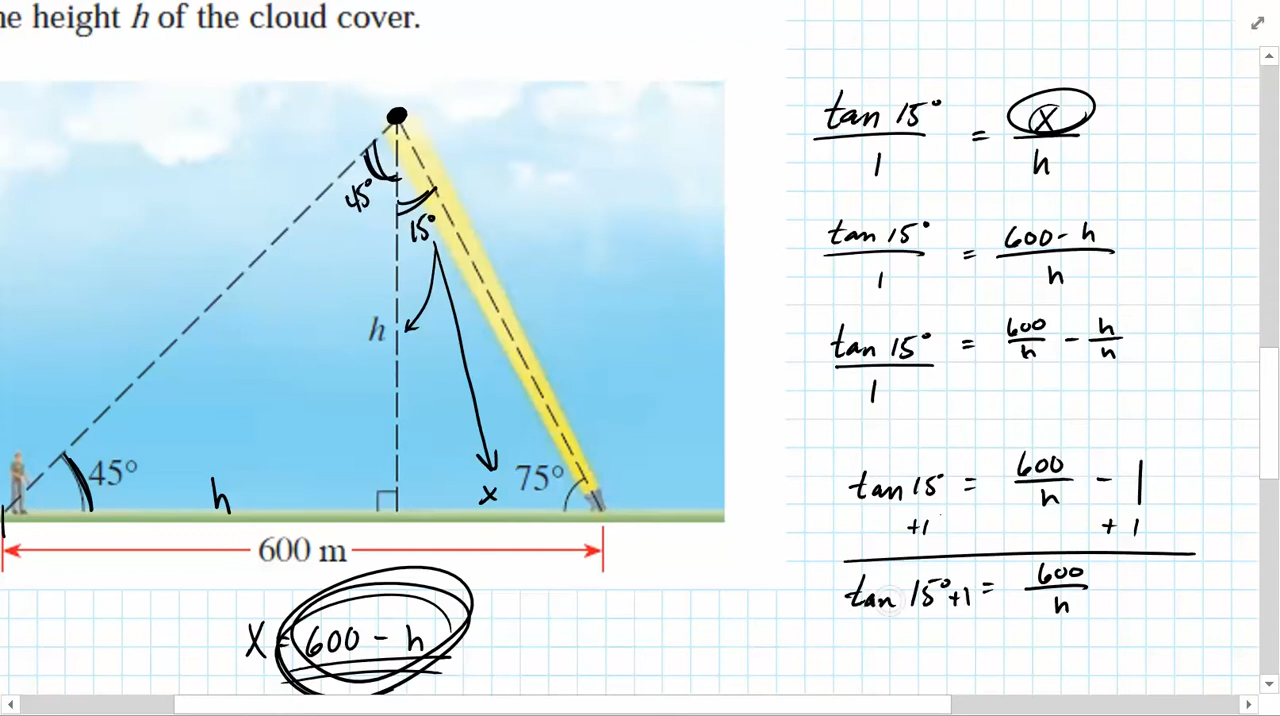 ne height h of the cloud cover.
45°
15°
h
45°
h
x
75°
600 m
X = 600 - h
tan 15° / 1 = x / h
tan 15° / 1 = 600 - h / h
tan 15° / 1 = 600 / h - h / h
tan 15 = 600 / h - 1
+1 +1
tan 15° +1 = 600 / h